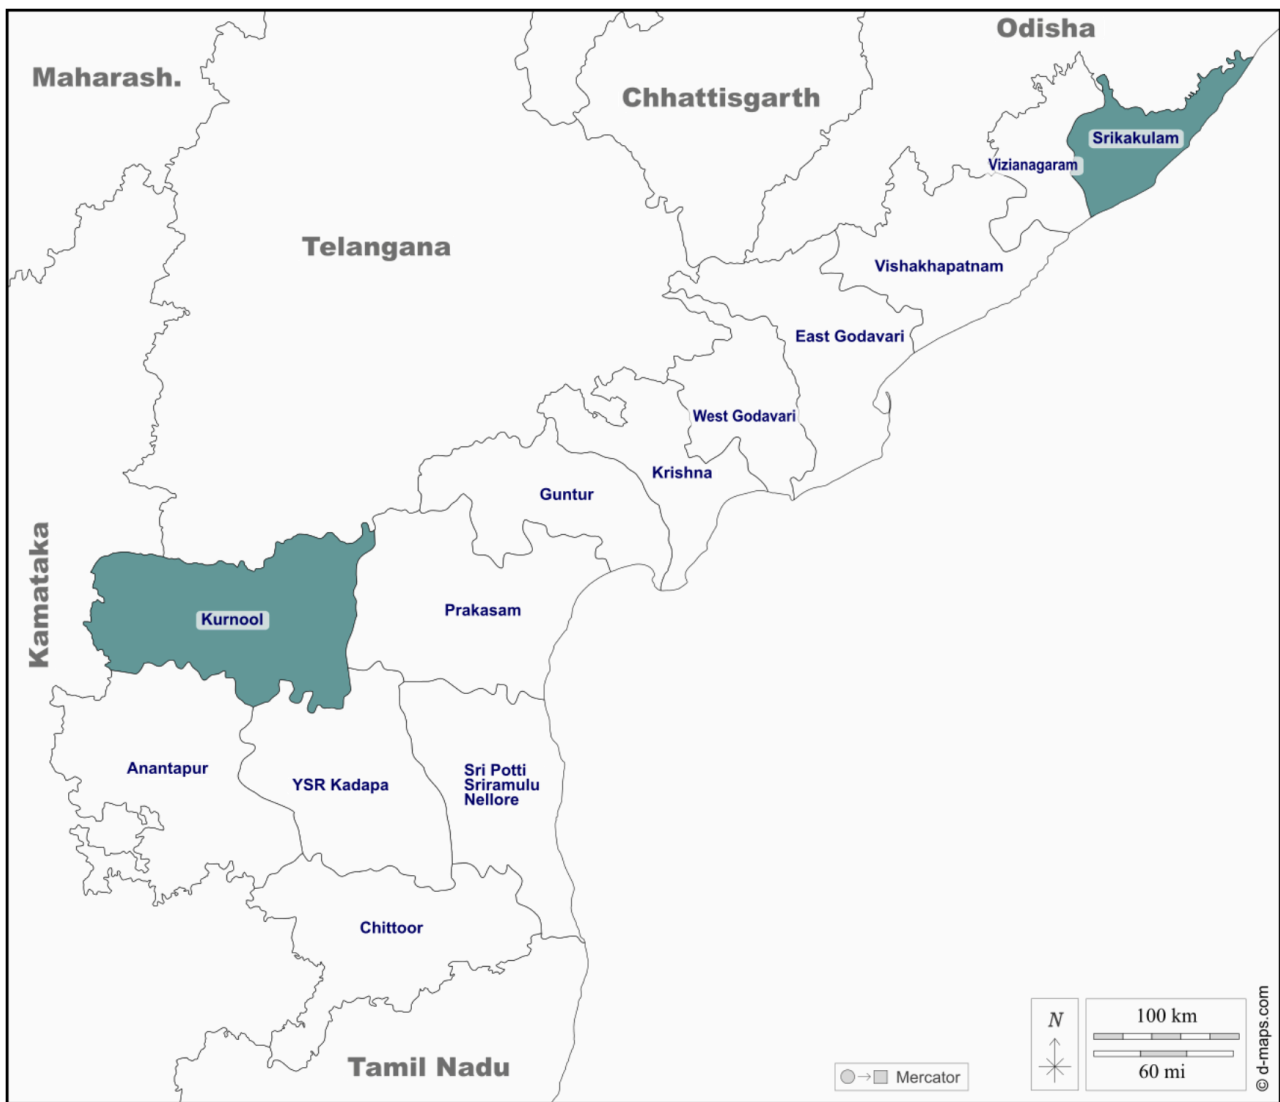 Odisha
Maharash.
Chhattisgarth
Srikakulam
Vizianagaram
Telangana
Vishakhapatnam
East Godavari
West Godavari
Krishna
Guntur
Karnataka
Prakasam
Kurnool
Anantapur
YSR Kadapa
Sri Potti
Sriramulu
Nellore
Chittoor
Tamil Nadu
N
100 km
60 mi
Mercator
© d-maps.com